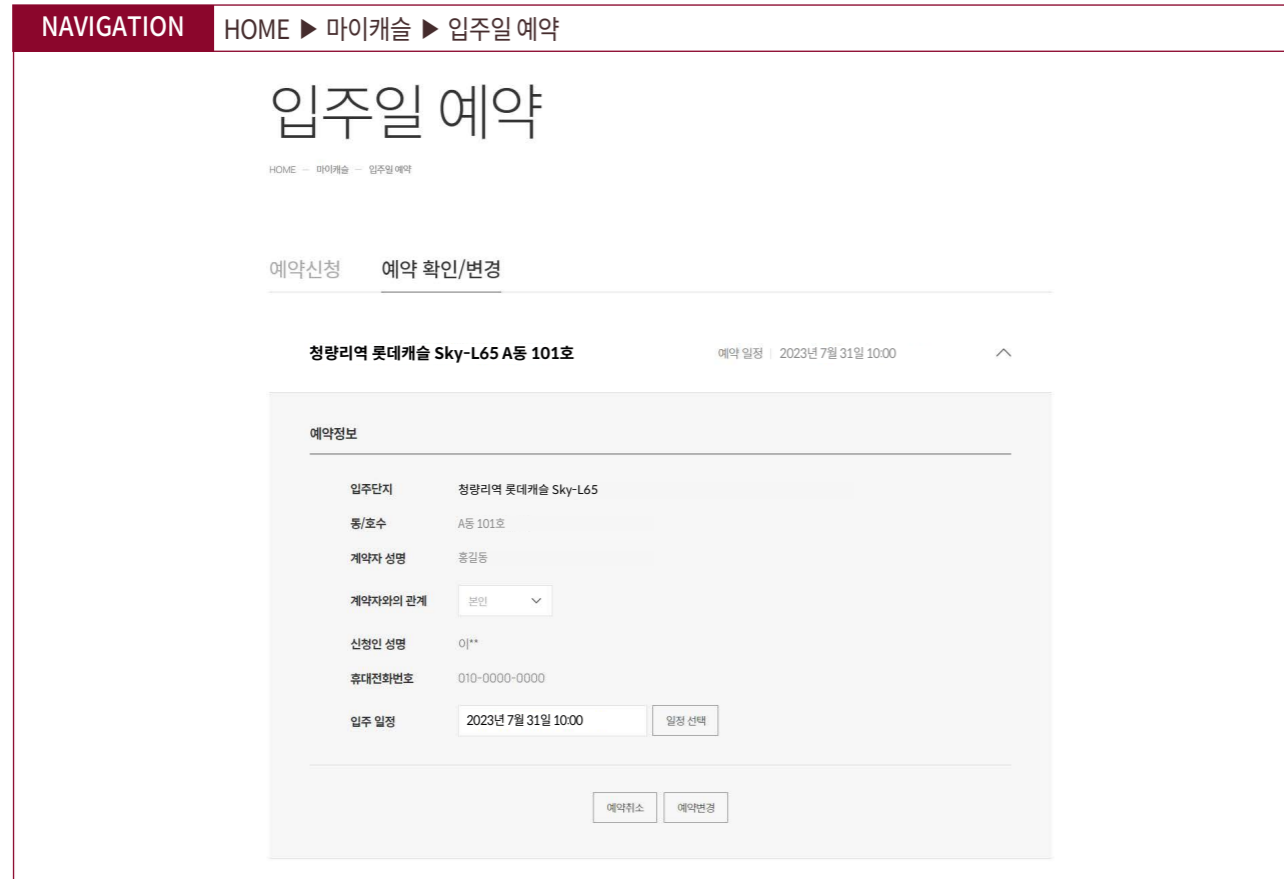 NAVIGATION HOME ▶ 마이캐슬 ▶ 입주일 예약
입주일 예약
HOME — 마이캐슬 — 입주일 예약
예약신청 예약 확인/변경
청량리역 롯데캐슬 Sky-L65 A동 101호 예약 일정 | 2023년 7월 31일 10:00
예약정보
입주단지 청량리역 롯데캐슬 Sky-L65
동/호수 A동 101호
계약자 성명 홍길동
계약자와의 관계 본인
신청인 성명 이**
휴대전화번호 010-0000-0000
입주 일정 2023년 7월 31일 10:00 일정 선택
예약취소 예약변경